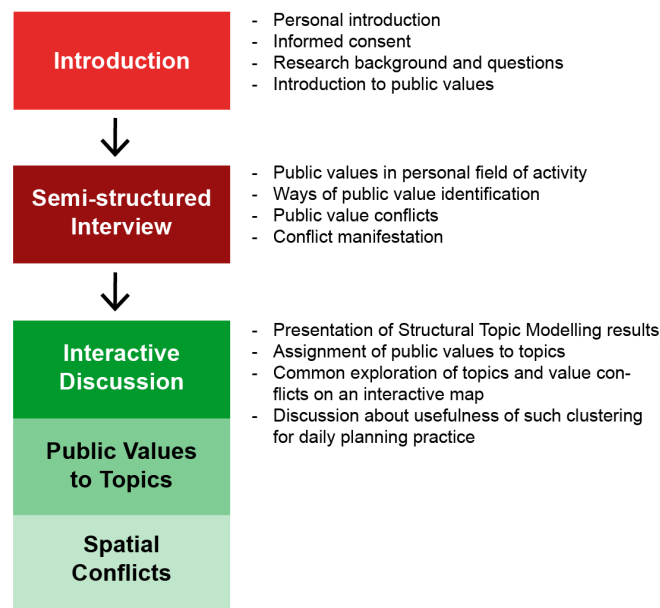 Introduction
- Personal introduction
- Informed consent
- Research background and questions
- Introduction to public values
Semi-structured
Interview
- Public values in personal field of activity
- Ways of public value identification
- Public value conflicts
- Conflict manifestation
Interactive
Discussion
- Presentation of Structural Topic Modelling results
- Assignment of public values to topics
- Common exploration of topics and value con-
flicts on an interactive map
- Discussion about usefulness of such clustering
for daily planning practice
Public Values
to Topics
Spatial
Conflicts